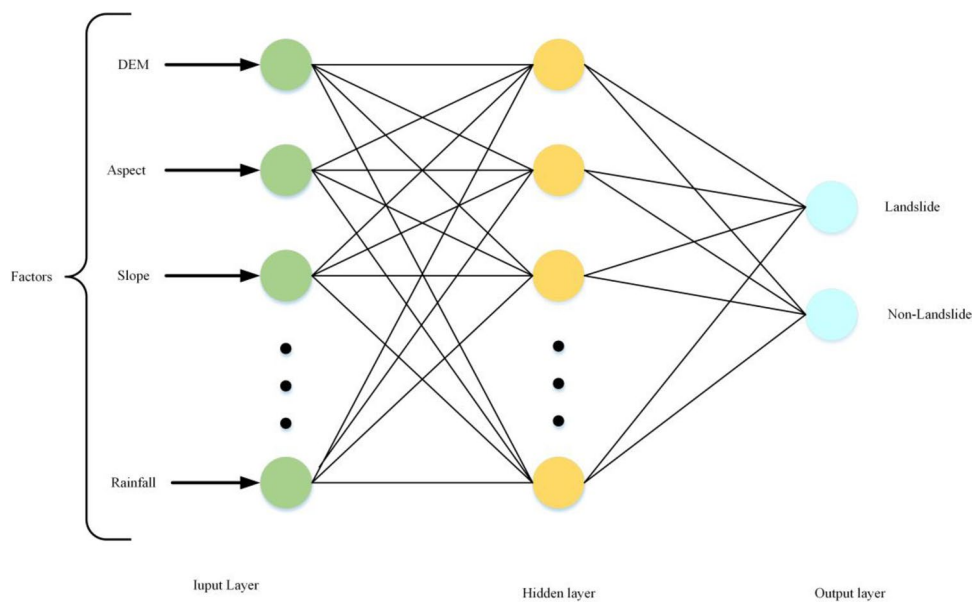 DEM
Aspect
Factors
Slope
Rainfall
Landslide
Non-Landslide
Iuput Layer
Hidden layer
Output layer